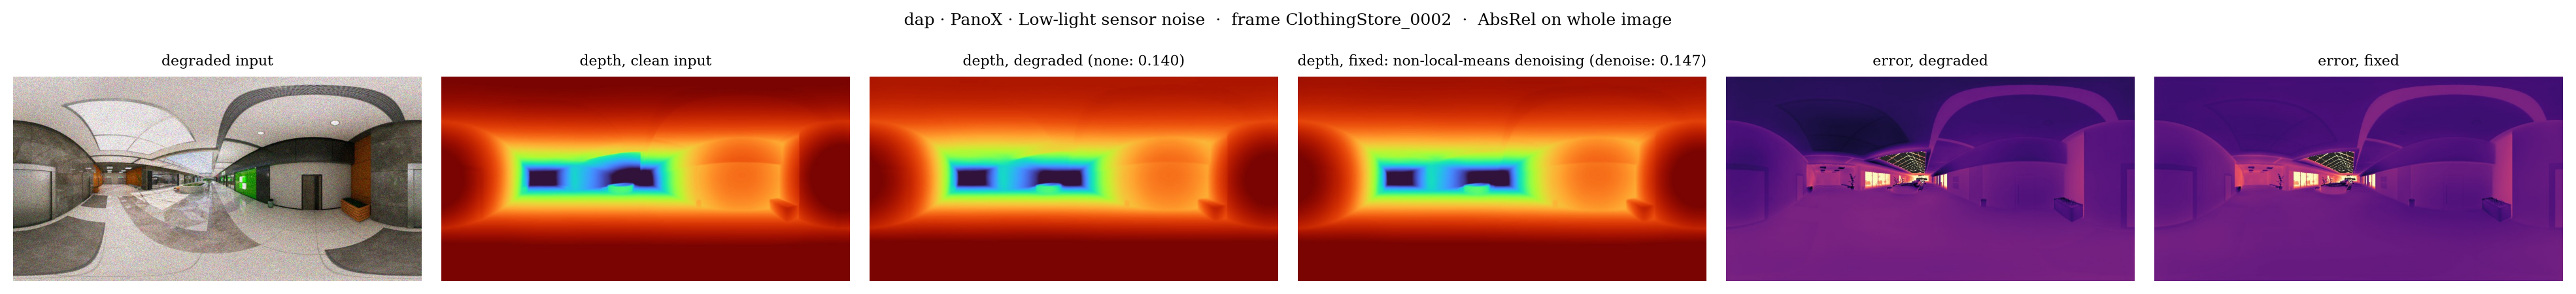 dap · PanoX · Low-light sensor noise · frame ClothingStore_0002 · AbsRel on whole image
degraded input
depth, clean input
depth, degraded (none: 0.140)
depth, fixed: non-local-means denoising (denoise: 0.147)
error, degraded
error, fixed